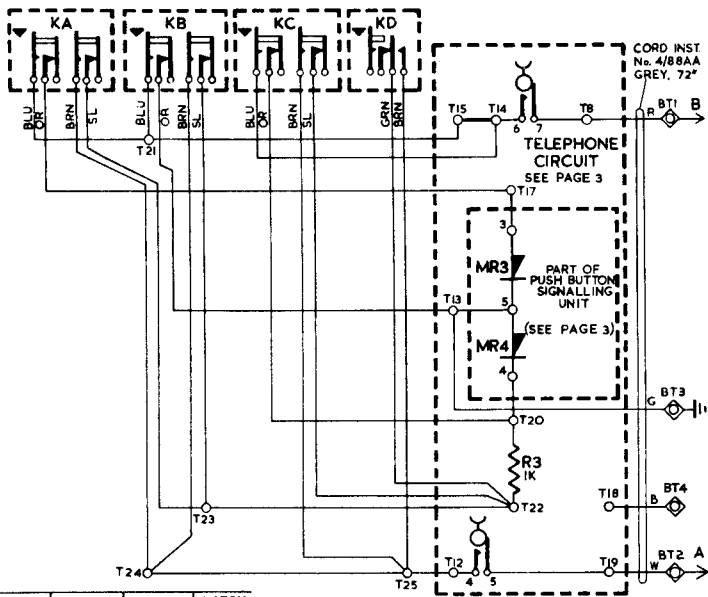 KA KB KC KD
CORD INST.
No. 4/88AA
GREY, 72"
BLU OR BRN SL BLU OR BRN SL BLU OR BRN SL GRN BRN
T21 T15 T14 6 7 T8 R BT1 B
TELEPHONE
CIRCUIT
SEE PAGE 3
T17
3
MR3 PART OF
PUSH BUTTON
SIGNALLING
UNIT
T13 5
(SEE PAGE 3)
MR4
4
BT3
G
T20
R3
1K
T23 T22 T18 B BT4
T24 T25 T12 4 5 T19 W BT2 A